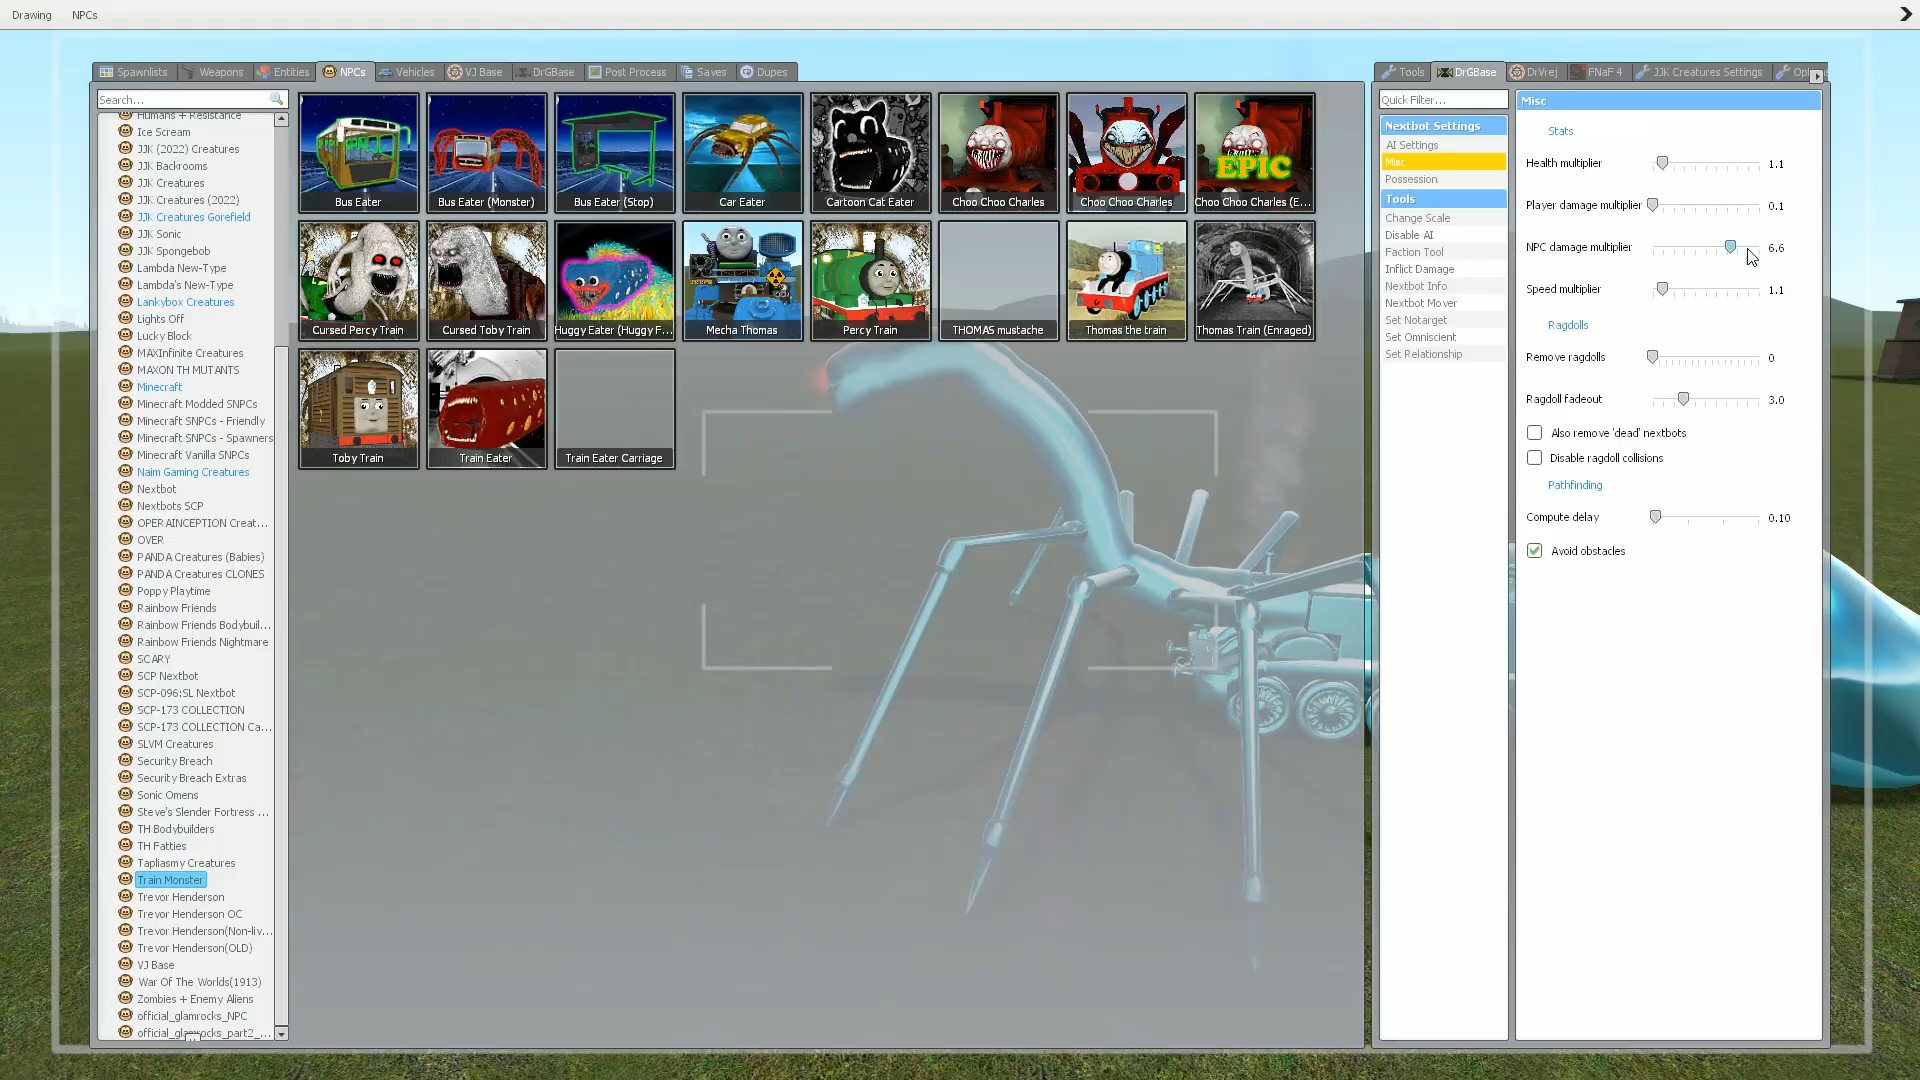 Drawing NPCs
Spawnlists Weapons Entities NPCs Vehicles VJ Base DrGBase Post Process Saves Dupes
Search...
Humans + Resistance
Ice Scream
JJK (2022) Creatures
JJK Backrooms
JJK Creatures
JJK Creatures (2022)
JJK Creatures Gorefield
JJK Sonic
JJK Spongebob
Lambda New-Type
Lambda's New-Type
Lankybox Creatures
Lights Off
Lucky Block
MAXInfinite Creatures
MAXON TH MUTANTS
Minecraft
Minecraft Modded SNPCs
Minecraft SNPCs - Friendly
Minecraft SNPCs - Spawners
Minecraft Vanilla SNPCs
Naim Gaming Creatures
Nextbot
Nextbots SCP
OPERAINCEPTION Creat...
OVER
PANDA Creatures (Babies)
PANDA Creatures CLONES
Poppy Playtime
Rainbow Friends
Rainbow Friends Bodybuil...
Rainbow Friends Nightmare
SCARY
SCP Nextbot
SCP-096:SL Nextbot
SCP-173 COLLECTION
SCP-173 COLLECTION Ca...
SLVM Creatures
Security Breach
Security Breach Extras
Sonic Omens
Steve's Slender Fortress ...
TH Bodybuilders
TH Fatties
Tapliasmy Creatures
Train Monster
Trevor Henderson
Trevor Henderson OC
Trevor Henderson(Non-liv...
Trevor Henderson(OLD)
VJ Base
War Of The Worlds(1913)
Zombies + Enemy Aliens
official_glamrocks_NPC
official_glamrocks_part2_...
Bus Eater
Bus Eater (Monster)
Bus Eater (Stop)
Car Eater
Cartoon Cat Eater
Choo Choo Charles
Choo Choo Charles
EPIC
Choo Choo Charles (E...
Cursed Percy Train
Cursed Toby Train
Huggy Eater (Huggy F...
Mecha Thomas
Percy Train
THOMAS mustache
Thomas the train
Thomas Train (Enraged)
Toby Train
Train Eater
Train Eater Carriage
Tools DrGBase DrVrej FNaF 4 JJK Creatures Settings
Quick Filter...
Nextbot Settings
AI Settings
Misc
Possession
Tools
Change Scale
Disable AI
Faction Tool
Inflict Damage
Nextbot Info
Nextbot Mover
Set Notarget
Set Omniscient
Set Relationship
Misc
Stats
Health multiplier 1.1
Player damage multiplier 0.1
NPC damage multiplier 6.6
Speed multiplier 1.1
Ragdolls
Remove ragdolls 0
Ragdoll fadeout 3.0
Also remove 'dead' nextbots
Disable ragdoll collisions
Pathfinding
Compute delay 0.10
Avoid obstacles